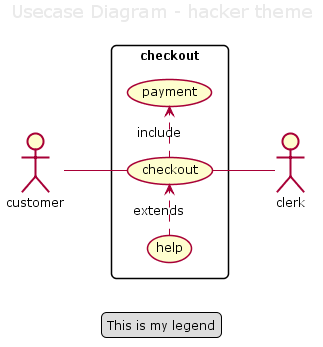 Usecase Diagram - hacker theme
checkout
payment
include
checkout
customer
clerk
extends
help
This is my legend